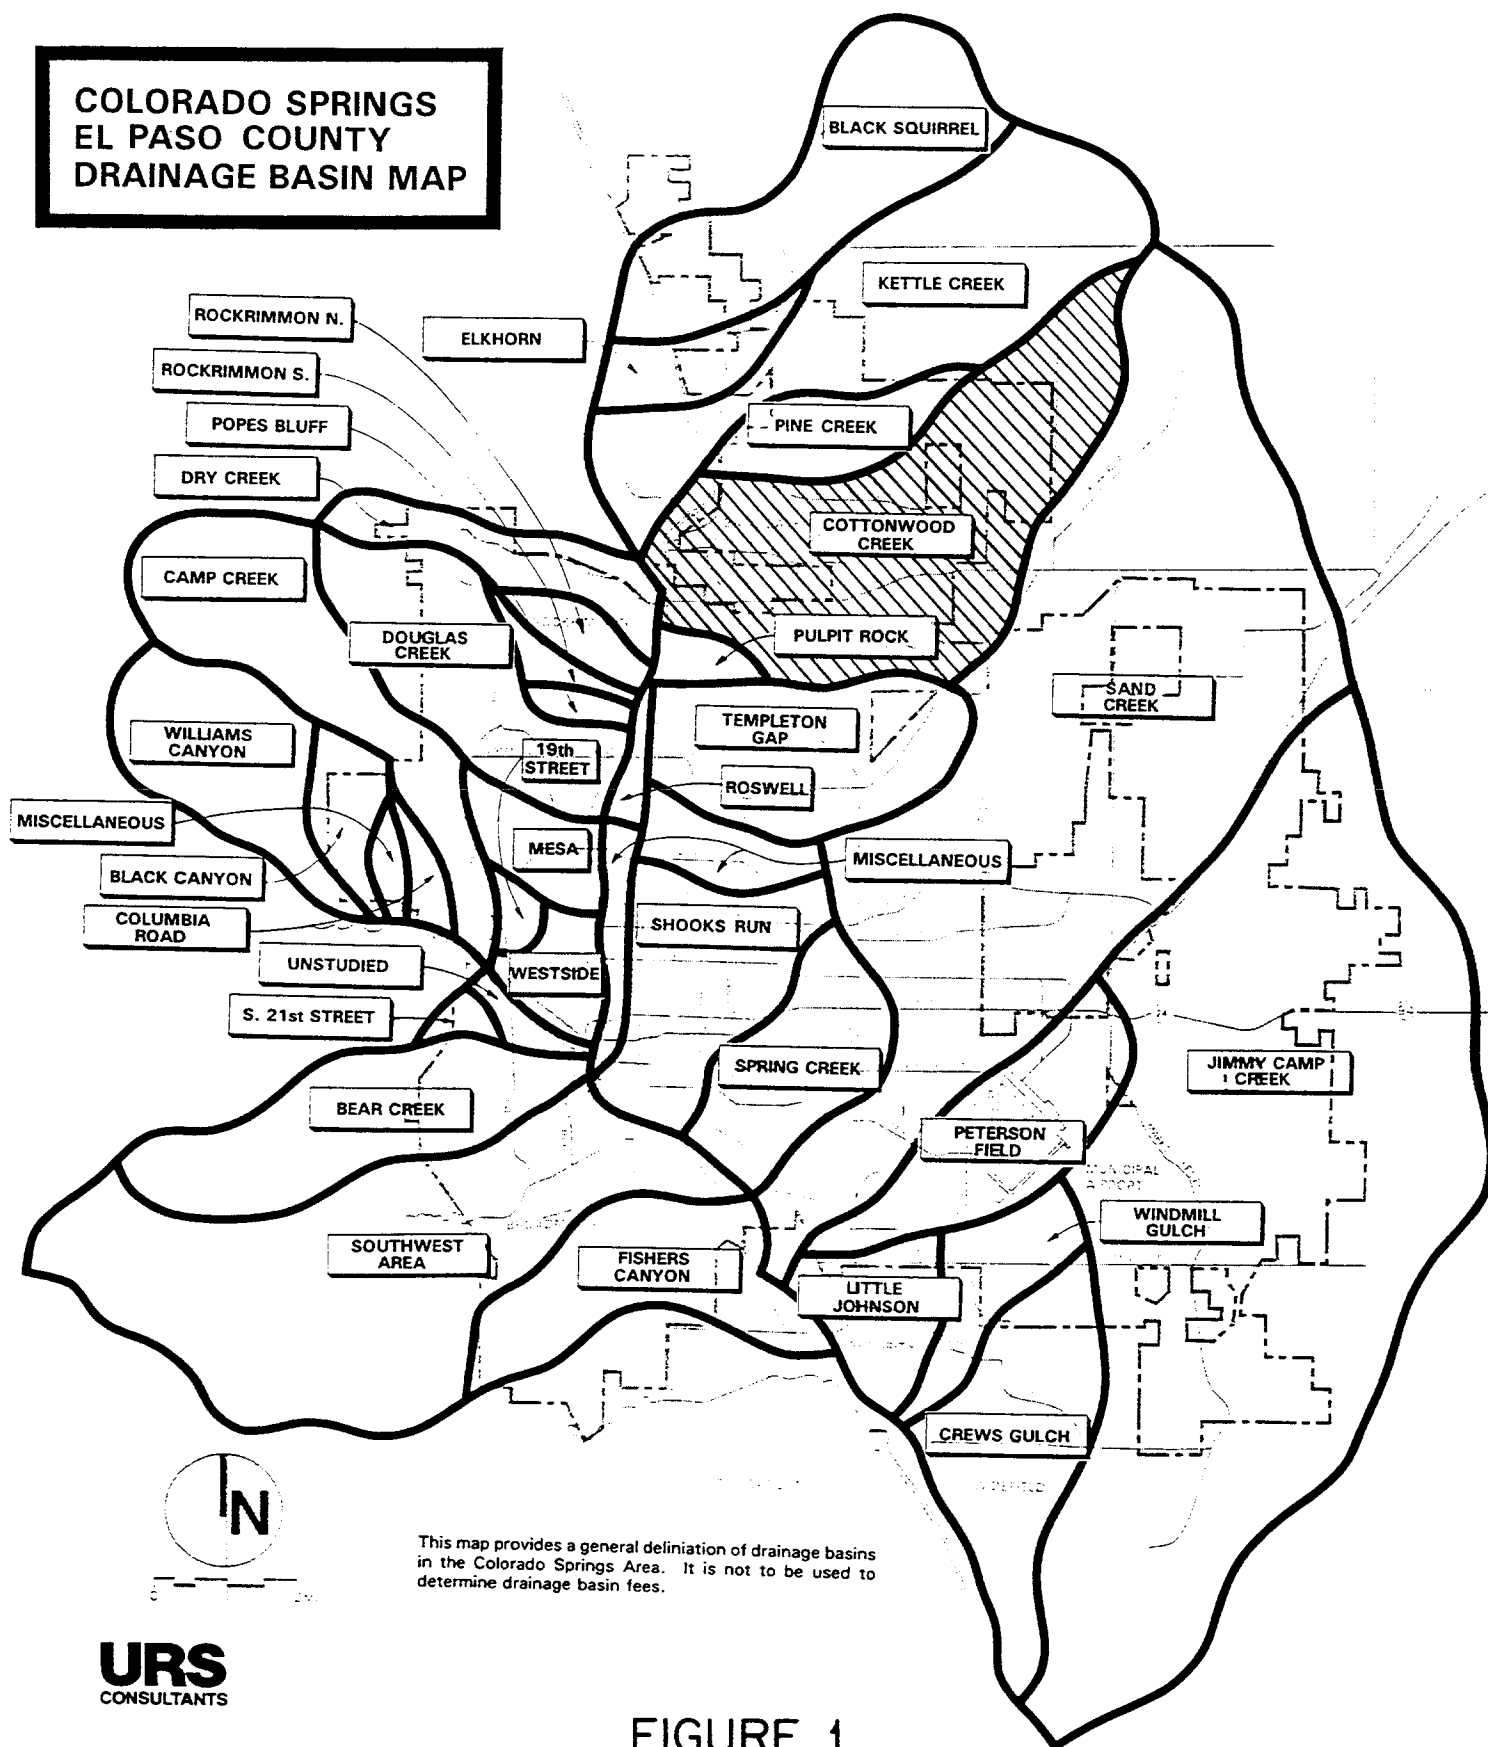 COLORADO SPRINGS
EL PASO COUNTY
DRAINAGE BASIN MAP
BLACK SQUIRREL
KETTLE CREEK
ROCKRIMMON N.
ELKHORN
ROCKRIMMON S.
POPES BLUFF
PINE CREEK
DRY CREEK
COTTONWOOD
CREEK
CAMP CREEK
DOUGLAS
CREEK
PULPIT ROCK
SAND
CREEK
WILLIAMS
CANYON
TEMPLETON
GAP
19th
STREET
ROSWELL
MISCELLANEOUS
MESA
MISCELLANEOUS
BLACK CANYON
COLUMBIA
ROAD
SHOOKS RUN
UNSTUDIED
WESTSIDE
S. 21st STREET
24
SPRING CREEK
JIMMY CAMP
CREEK
BEAR CREEK
PETERSON
FIELD
MUNICIPAL
AIRPORT
WINDMILL
GULCH
SOUTHWEST
AREA
FISHERS
CANYON
LITTLE
JOHNSON
CREWS GULCH
N
This map provides a general deliniation of drainage basins
in the Colorado Springs Area. It is not to be used to
determine drainage basin fees.
URS
CONSULTANTS
FIGURE 1